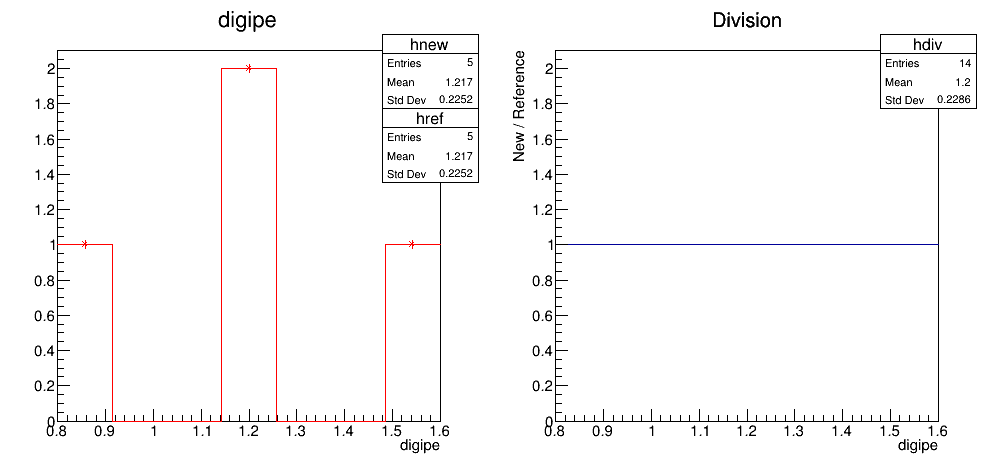 digipe
hnew
Entries 5
Mean 1.217
Std Dev 0.2252
href
Entries 5
Mean 1.217
Std Dev 0.2252
2
1.8
1.6
1.4
1.2
1
0.8
0.6
0.4
0.2
0
0.8 0.9 1 1.1 1.2 1.3 1.4 1.5 1.6
digipe
Division
hdiv
Entries 14
Mean 1.2
Std Dev 0.2286
New / Reference
2
1.8
1.6
1.4
1.2
1
0.8
0.6
0.4
0.2
0
0.8 0.9 1 1.1 1.2 1.3 1.4 1.5 1.6
digipe